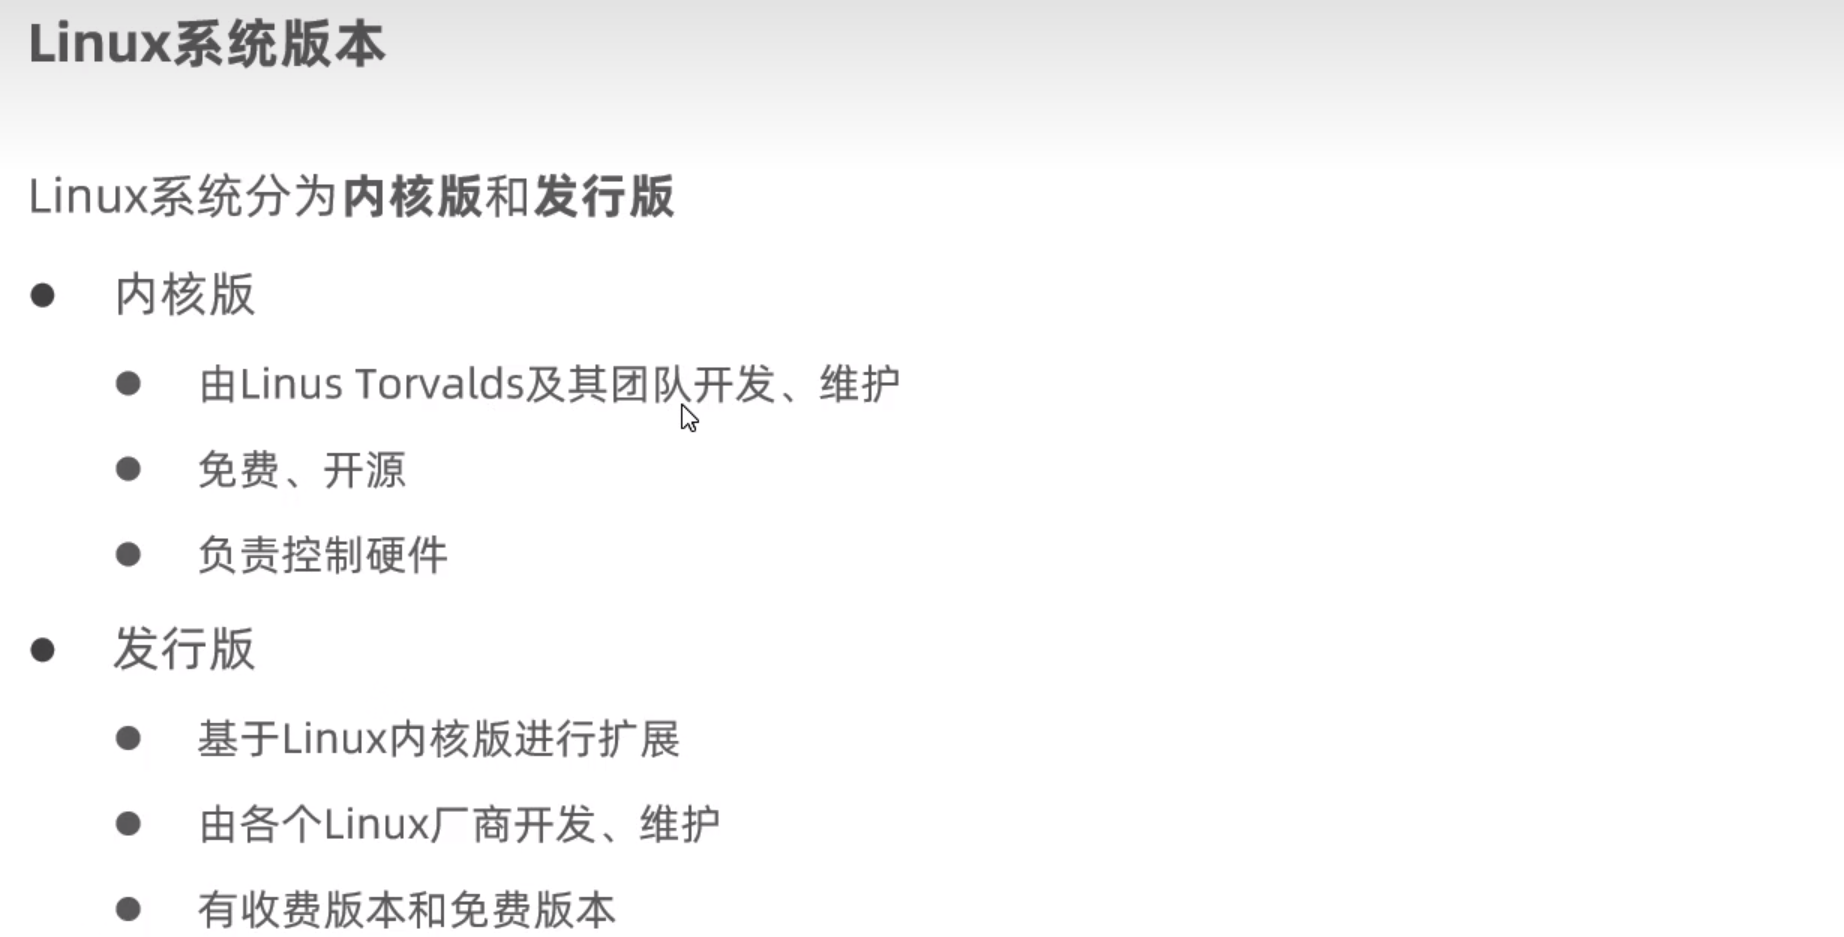 Linux系统版本
Linux系统分为内核版和发行版
内核版
由Linus Torvalds及其团队开发、维护
免费、开源
负责控制硬件
发行版
基于Linux内核版进行扩展
由各个Linux厂商开发、维护
有收费版本和免费版本